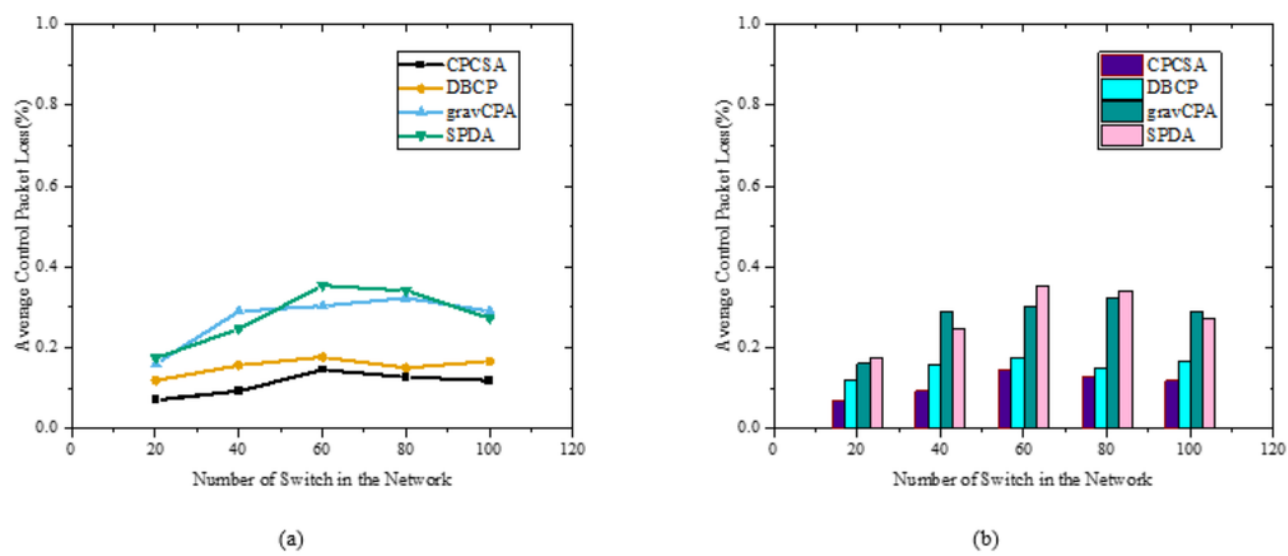 1.0
0.8
0.6
0.4
0.2
0.0
Average Control Packet Loss(%)
CPCSA
DBCP
gravCPA
SPDA
0
20
40
60
80
100
120
Number of Switch in the Network
(a)
1.0
0.8
0.6
0.4
0.2
0.0
Average Control Packet Loss(%)
CPCSA
DBCP
gravCPA
SPDA
0
20
40
60
80
100
120
Number of Switch in the Network
(b)